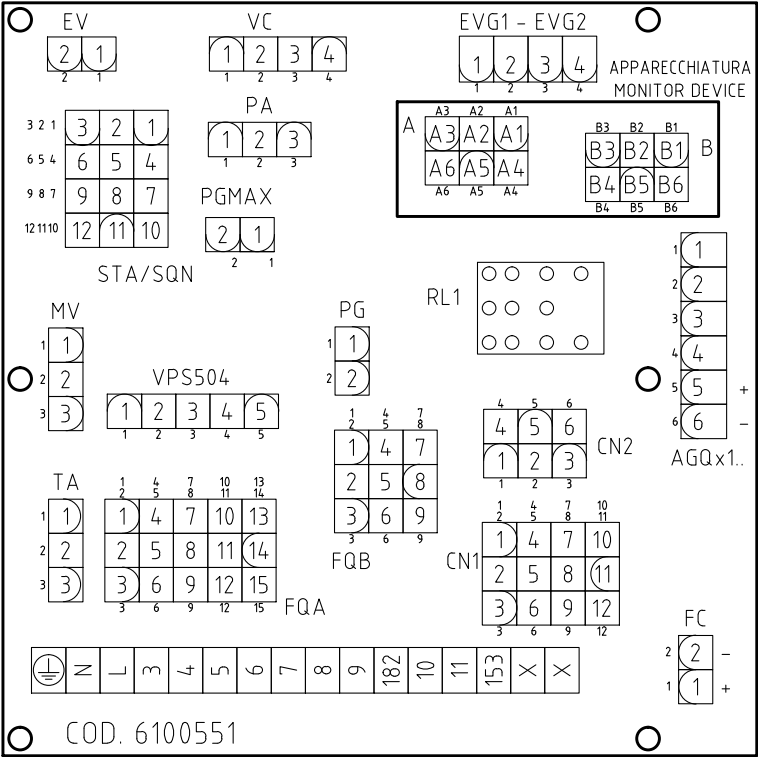 EV
2 1
2 1
VC
1 2 3 4
1 2 3 4
EVG1 - EVG2
1 2 3 4
1 2 3 4
APPARECCHIATURA
MONITOR DEVICE
PA
1 2 3
1 2 3
3 2 1 3 2 1
6 5 4 6 5 4
9 8 7 9 8 7
12 11 10 12 11 10
STA/SQN
PGMAX
2 1
2 1
A
A3 A2 A1
A3 A2 A1
A6 A5 A4
A6 A5 A4
B
B3 B2 B1
B3 B2 B1
B4 B5 B6
B4 B5 B6
RL1
1 1
2 2
3 3
4 4
5 5 +
6 6 -
AGQx1..
MV
1 1
2 2
3 3
VPS504
1 2 3 4 5
1 2 3 4 5
PG
1 1
2 2
1 4 7
2 5 8
1 4 7
2 5 8
3 6 9
3 6 9
FQB
4 5 6
4 5 6
1 2 3
1 2 3
CN2
TA
1 1
2 2
3 3
1 4 7 10 13
2 5 8 11 14
1 4 7 10 13
2 5 8 11 14
3 6 9 12 15
3 6 9 12 15
FQA
1 4 7 10
2 5 8 11
1 4 7 10
2 5 8 11
3 6 9 12
3 6 9 12
CN1
FC
2 2 -
1 1 +
N L 3 4 5 6 7 8 9 182 10 11 153 X X
COD. 6100551